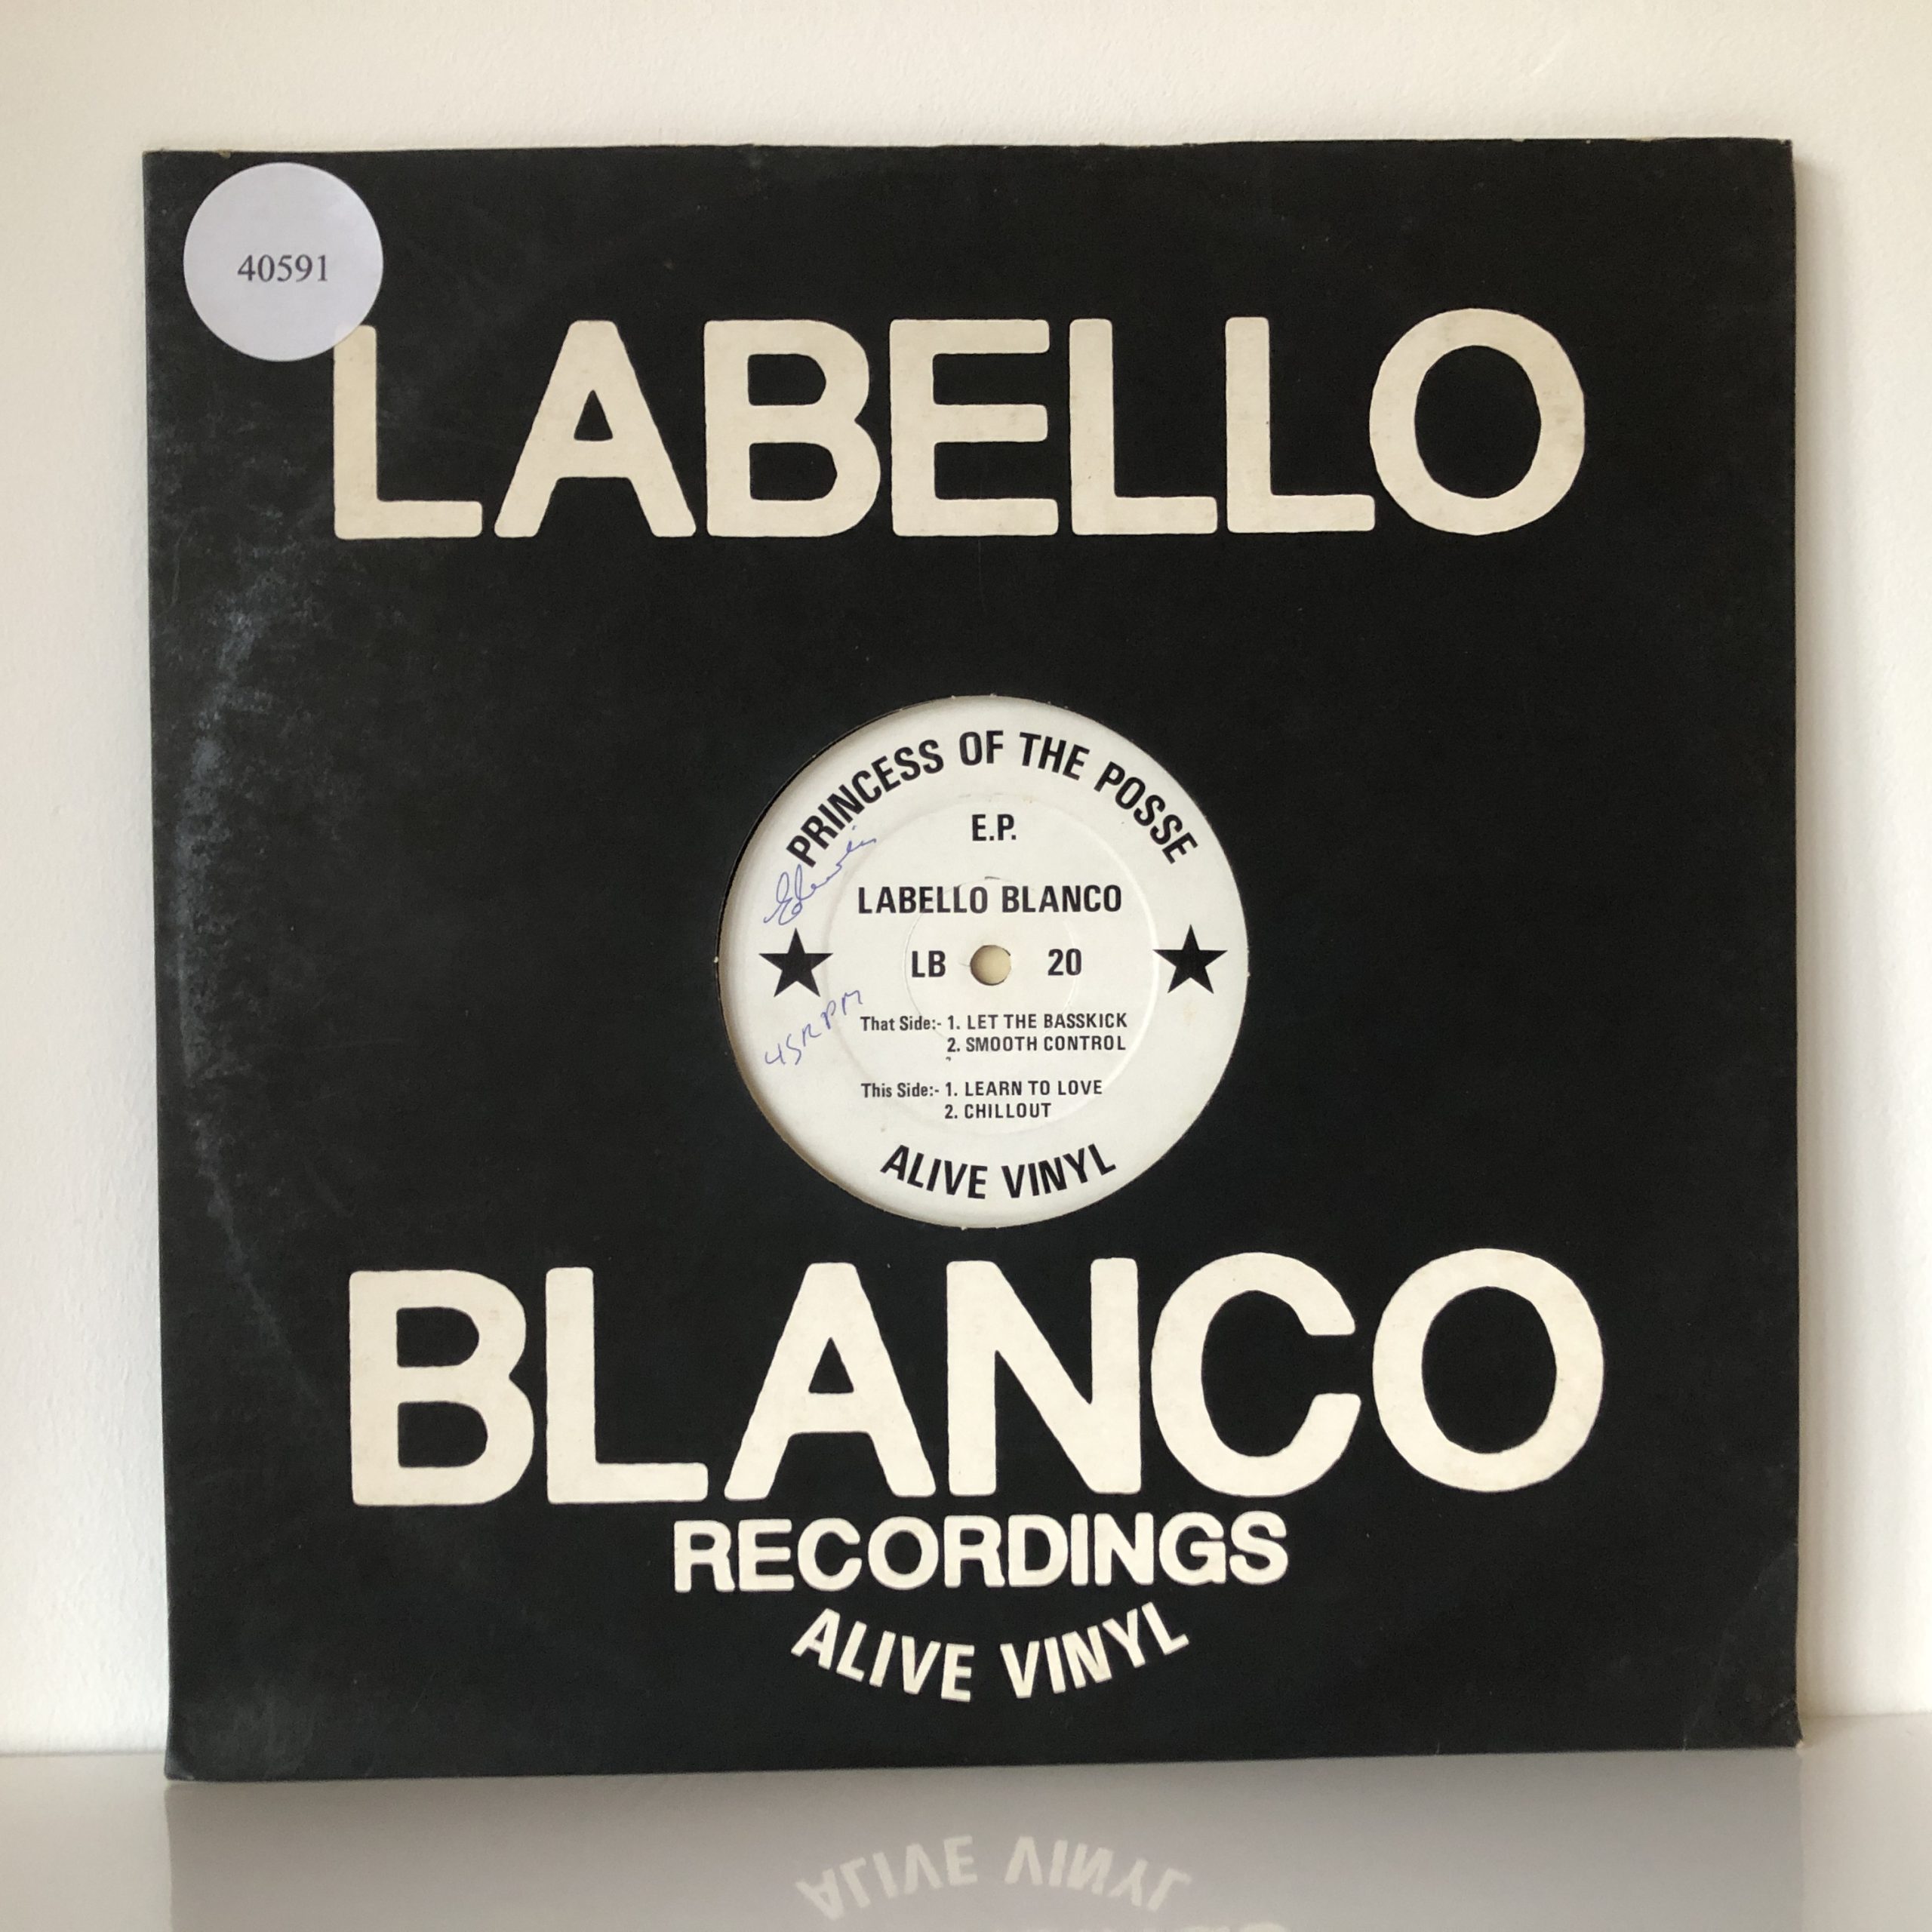 40591
LABELLO
PRINCESS OF THE POSSE
E.P.
LABELLO BLANCO
LB 20
45RPM
That Side:- 1. LET THE BASSKICK
2. SMOOTH CONTROL
This Side:- 1. LEARN TO LOVE
2. CHILLOUT
ALIVE VINYL
BLANCO
RECORDINGS
ALIVE VINYL